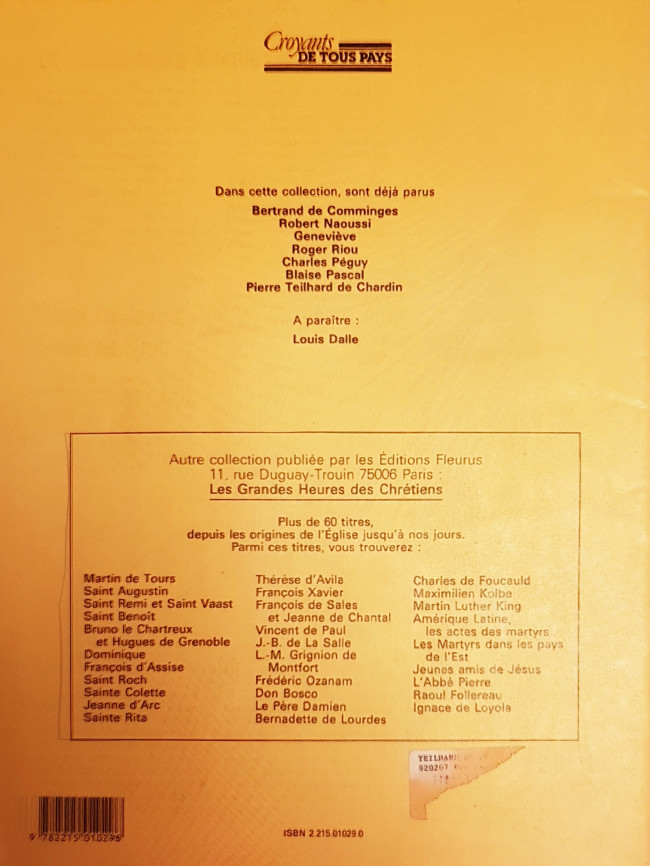 Croyants
DE TOUS PAYS
Dans cette collection, sont déjà parus
Bertrand de Comminges
Robert Naoussi
Geneviève
Roger Riou
Charles Péguy
Blaise Pascal
Pierre Teilhard de Chardin
A paraître :
Louis Dalle
Autre collection publiée par les Éditions Fleurus
11, rue Duguay-Trouin 75006 Paris :
Les Grandes Heures des Chrétiens
Plus de 60 titres,
depuis les origines de l'Église jusqu'à nos jours.
Parmi ces titres, vous trouverez :
Martin de Tours
Saint Augustin
Saint Remi et Saint Vaast
Saint Benoît
Bruno le Chartreux
et Hugues de Grenoble
Dominique
François d'Assise
Saint Roch
Sainte Colette
Jeanne d'Arc
Sainte Rita
Thérèse d'Avila
François Xavier
François de Sales
et Jeanne de Chantal
Vincent de Paul
J.-B. de La Salle
L.-M. Grignion de
Montfort
Frédéric Ozanam
Don Bosco
Le Père Damien
Bernadette de Lourdes
Charles de Foucauld
Maximilien Kolbe
Martin Luther King
Amérique Latine,
les actes des martyrs
Les Martyrs dans les pays
de l'Est
Jeunes amis de Jésus
L'Abbé Pierre
Raoul Follereau
Ignace de Loyola
TEILHARD
920267
9 782215 010296
ISBN 2.215.01029.0